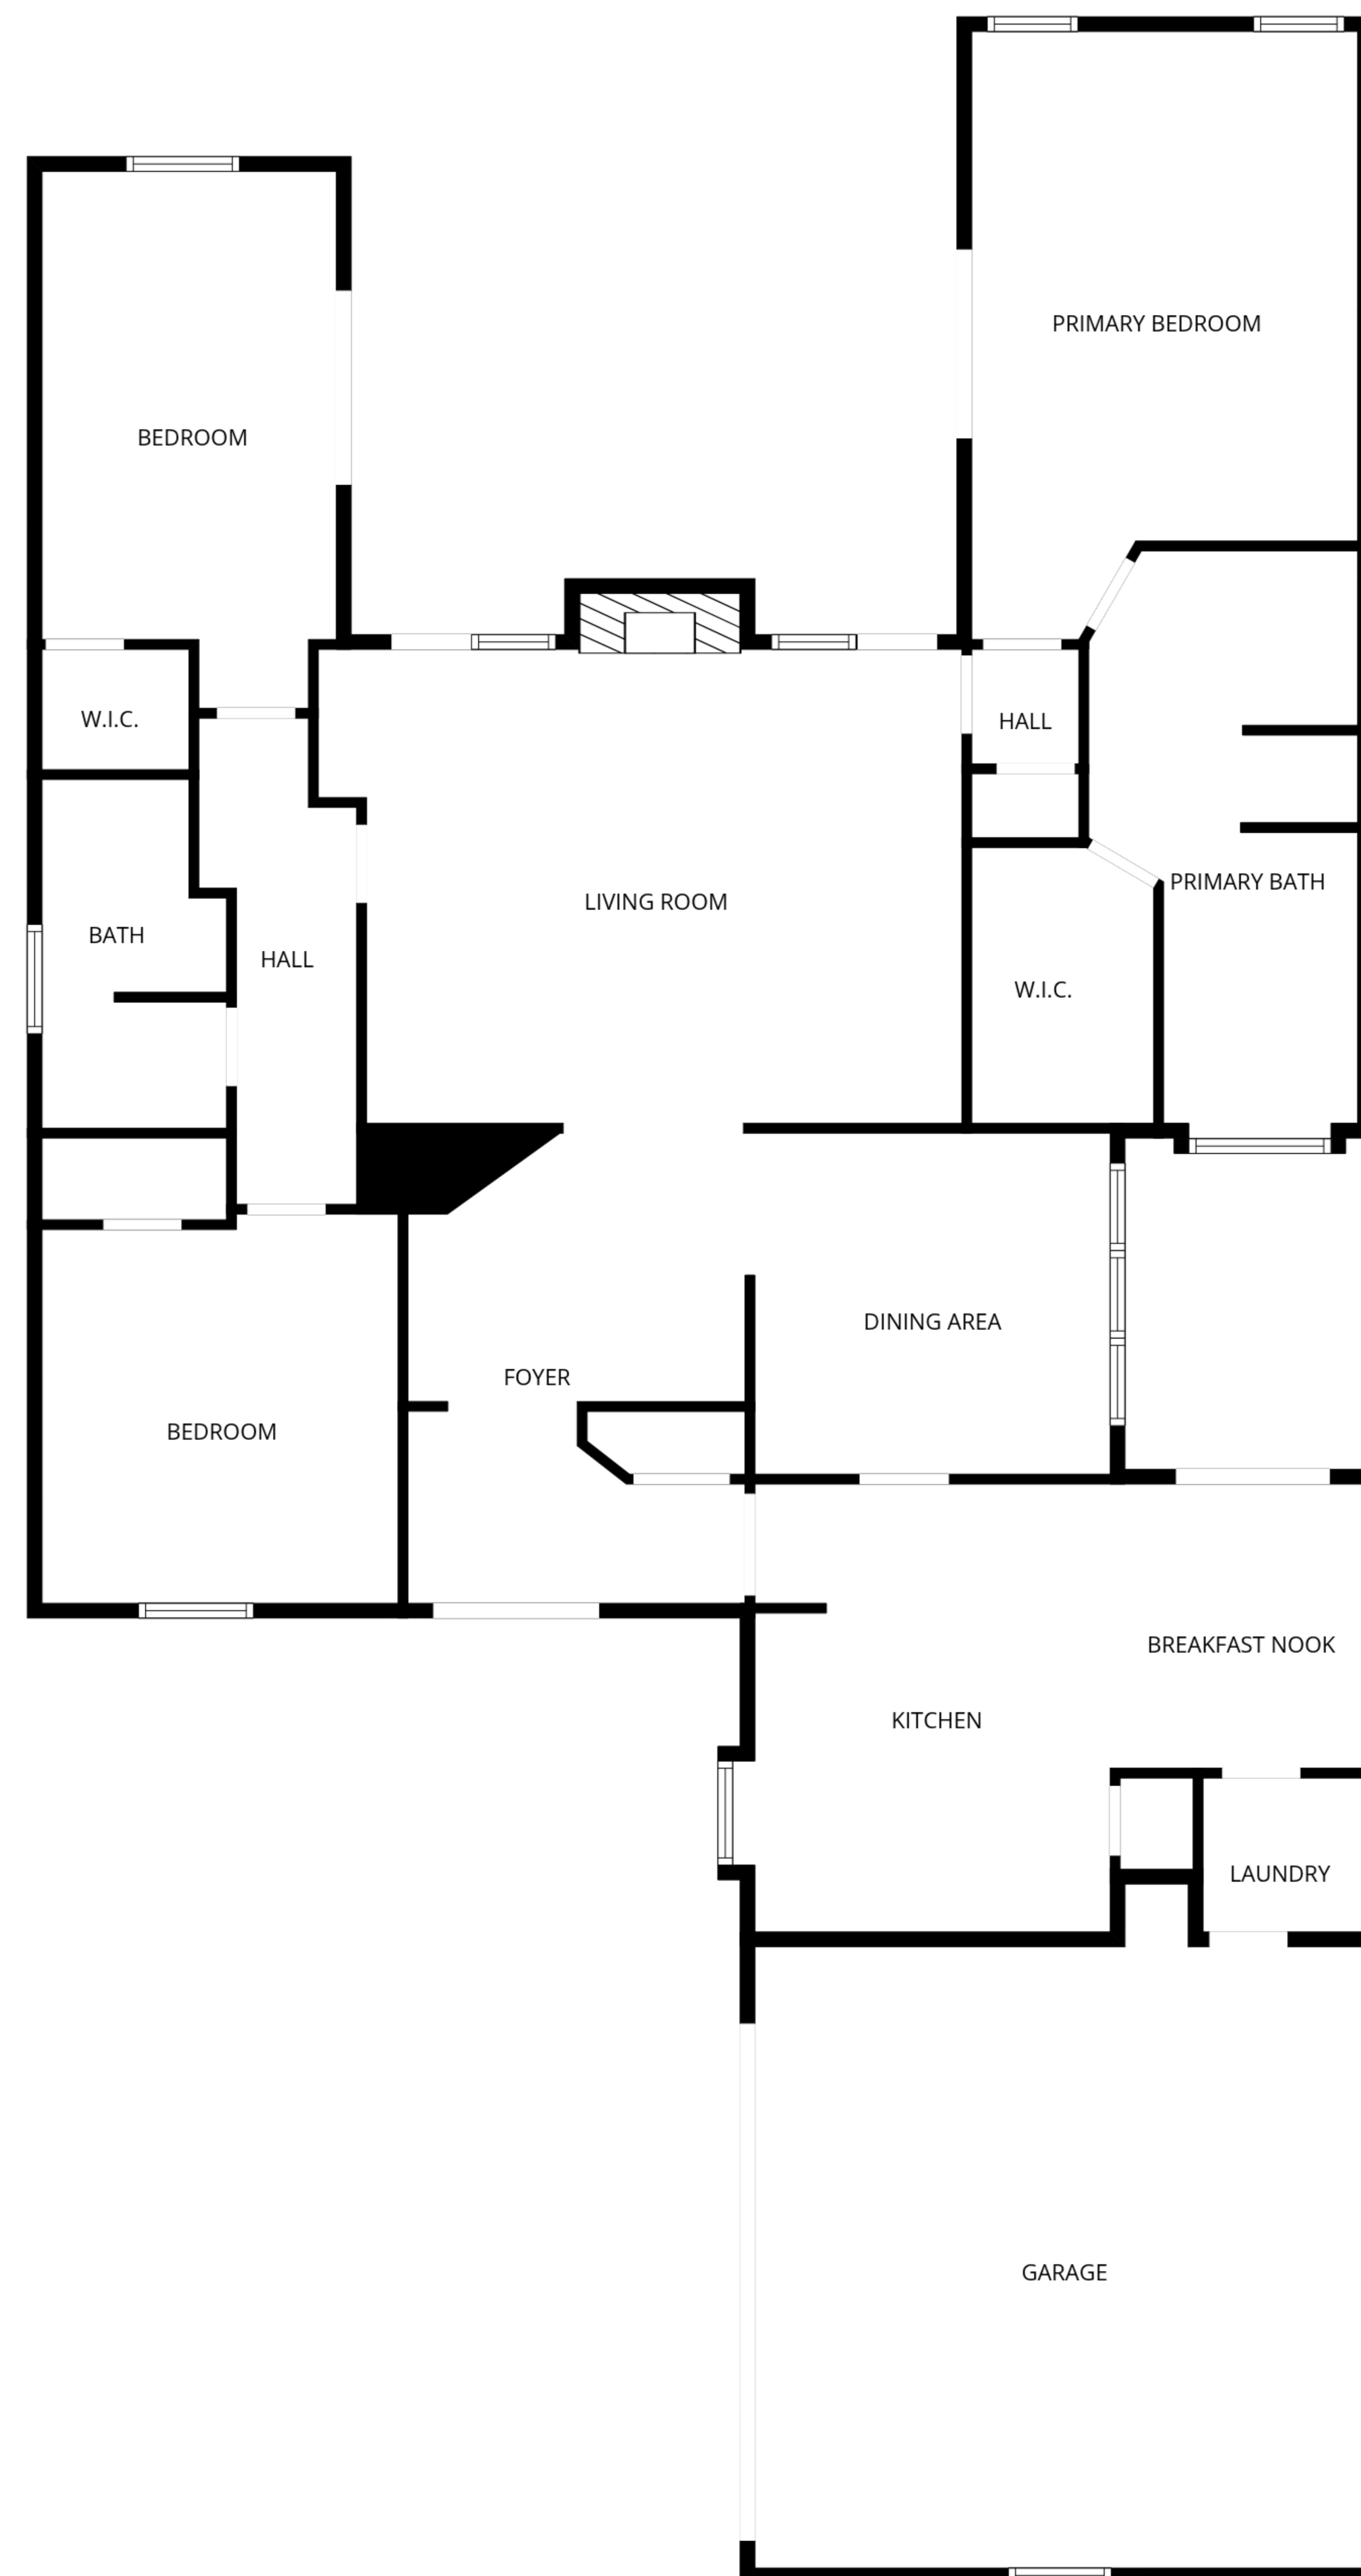 PRIMARY BEDROOM
BEDROOM
W.I.C.
HALL
LIVING ROOM
PRIMARY BATH
BATH
HALL
W.I.C.
DINING AREA
FOYER
BEDROOM
BREAKFAST NOOK
KITCHEN
LAUNDRY
GARAGE